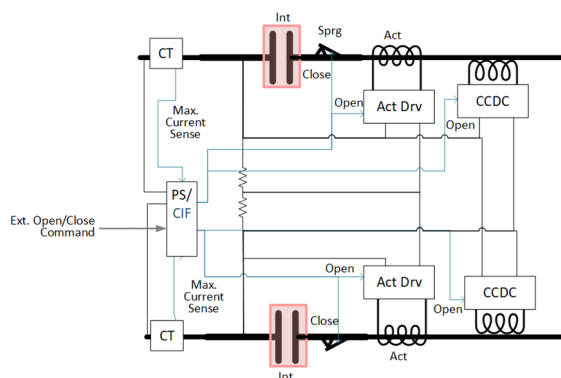 Int
Sprg
Act
CT
Close
Max.
Current
Sense
Open
Act Drv
Open
CCDC
PS/
CIF
Ext. Open/Close
Command
Max.
Current
Sense
Open
Act Drv
Open
CCDC
CT
Close
Act
Int